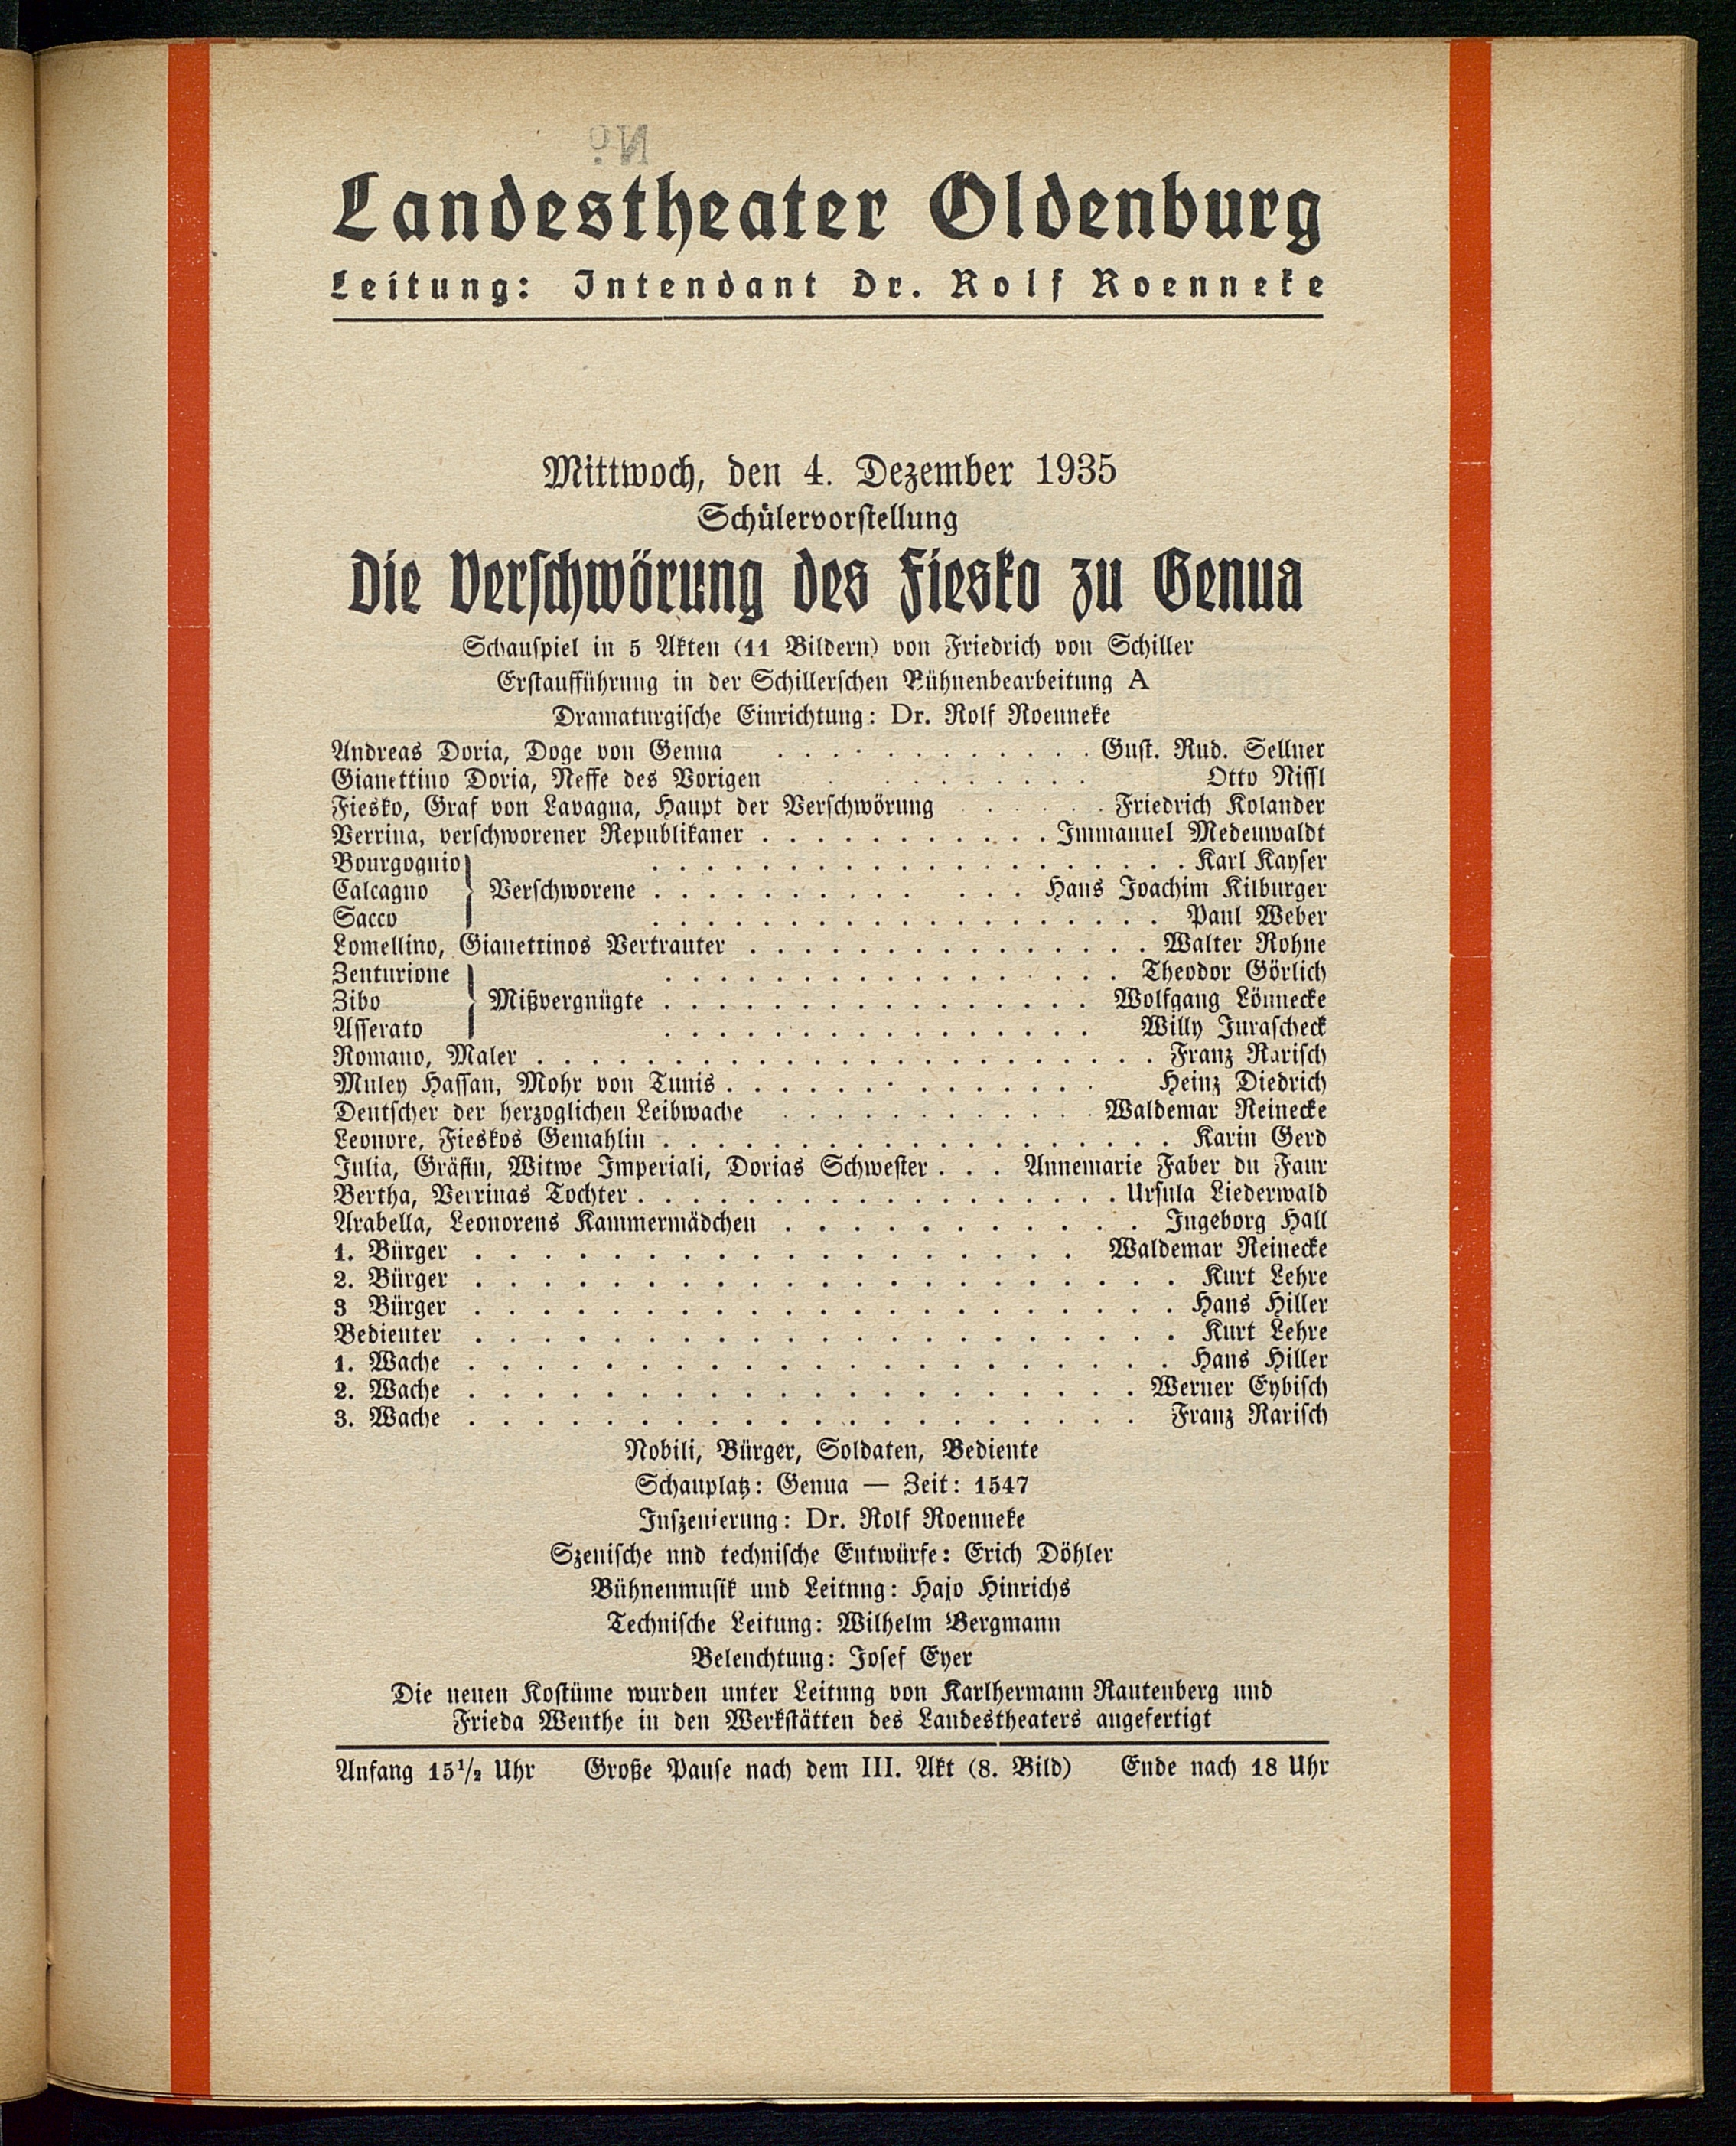 No
Landestheater Oldenburg
Leitung: Intendant Dr. Rolf Roenneke
Mittwoch, den 4. Dezember 1935
Schülervorstellung
Die Verschwörung des Fiesko zu Genua
Schauspiel in 5 Akten (11 Bildern) von Friedrich von Schiller
Erstaufführung in der Schillerschen Bühnenbearbeitung A
Dramaturgische Einrichtung: Dr. Rolf Roenneke
Andreas Doria, Doge von Genua . . . . . . . . . . . . Gust. Rud. Sellner
Gianettino Doria, Neffe des Vorigen . . . . . . . . . . . Otto Nissl
Fiesko, Graf von Lavagna, Haupt der Verschwörung . . . . . Friedrich Kolander
Verrina, verschworener Republikaner . . . . . . . . . . . Immanuel Medenwaldt
Bourgognio . . . . . . . . . . . . . . . . . . . . Karl Kayser
Calcagno } Verschworene . . . . . . . . . . . . . Hans Joachim Kilburger
Sacco . . . . . . . . . . . . . . . . . . . Paul Weber
Lomellino, Gianettinos Vertrauter . . . . . . . . . . . . . . . Walter Rohne
Zenturione . . . . . . . . . . . . . . . . . Theodor Görlich
Zibo } Mißvergnügte . . . . . . . . . . . . . . . . Wolfgang Lönnecke
Asserato . . . . . . . . . . . . . . . . Willy Jurascheck
Romano, Maler . . . . . . . . . . . . . . . . . . . . . . . Franz Rarisch
Muley Hassan, Mohr von Tunis . . . . . . . . . . . . . . Heinz Diedrich
Deutscher der herzoglichen Leibwache . . . . . . . . . . . . Waldemar Reinecke
Leonore, Fieskos Gemahlin . . . . . . . . . . . . . . . . . . . Karin Gerd
Julia, Gräfin, Witwe Imperiali, Dorias Schwester . . . Annemarie Faber du Faur
Bertha, Verrinas Tochter . . . . . . . . . . . . . . . . . . Ursula Liederwald
Arabella, Leonorens Kammermädchen . . . . . . . . . . . . . Ingeborg Hall
1. Bürger . . . . . . . . . . . . . . . . . . Waldemar Reinecke
2. Bürger . . . . . . . . . . . . . . . . . . . . . Kurt Lehre
3 Bürger . . . . . . . . . . . . . . . . . . . . . Hans Hiller
Bedienter . . . . . . . . . . . . . . . . . . . . . Kurt Lehre
1. Wache . . . . . . . . . . . . . . . . . . . . . Hans Hiller
2. Wache . . . . . . . . . . . . . . . . . . . . Werner Eybisch
3. Wache . . . . . . . . . . . . . . . . . . . . Franz Rarisch
Nobili, Bürger, Soldaten, Bediente
Schauplatz: Genua — Zeit: 1547
Inszenierung: Dr. Rolf Roenneke
Szenische und technische Entwürfe: Erich Döhler
Bühnenmusik und Leitung: Hajo Hinrichs
Technische Leitung: Wilhelm Bergmann
Beleuchtung: Josef Eyer
Die neuen Kostüme wurden unter Leitung von Karlhermann Rautenberg und
Frieda Wenthe in den Werkstätten des Landestheaters angefertigt
Anfang 15½ Uhr Große Pause nach dem III. Akt (8. Bild) Ende nach 18 Uhr